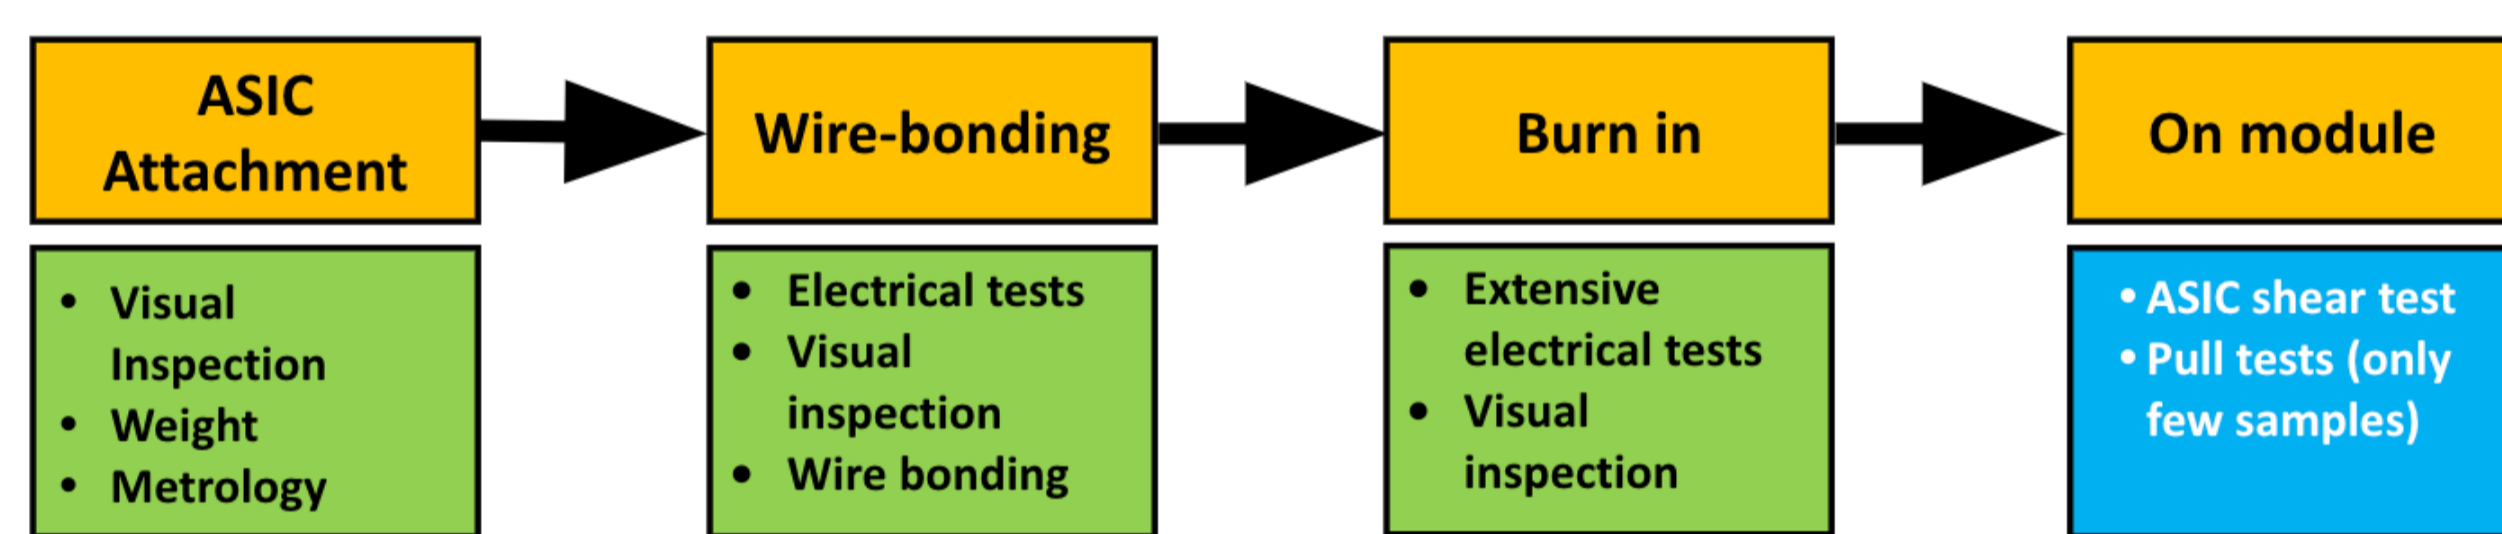 ASIC
Attachment
Wire-bonding
Burn in
On module
• Visual
Inspection
• Weight
• Metrology
• Electrical tests
• Visual
inspection
• Wire bonding
• Extensive
electrical tests
• Visual
inspection
• ASIC shear test
• Pull tests (only
few samples)